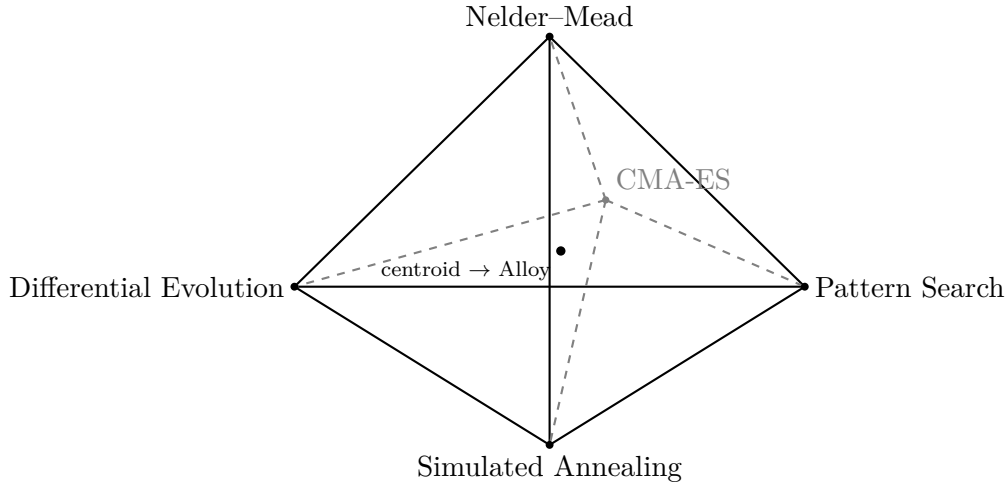 Nelder–Mead
CMA-ES
centroid → Alloy
Differential Evolution
Pattern Search
Simulated Annealing